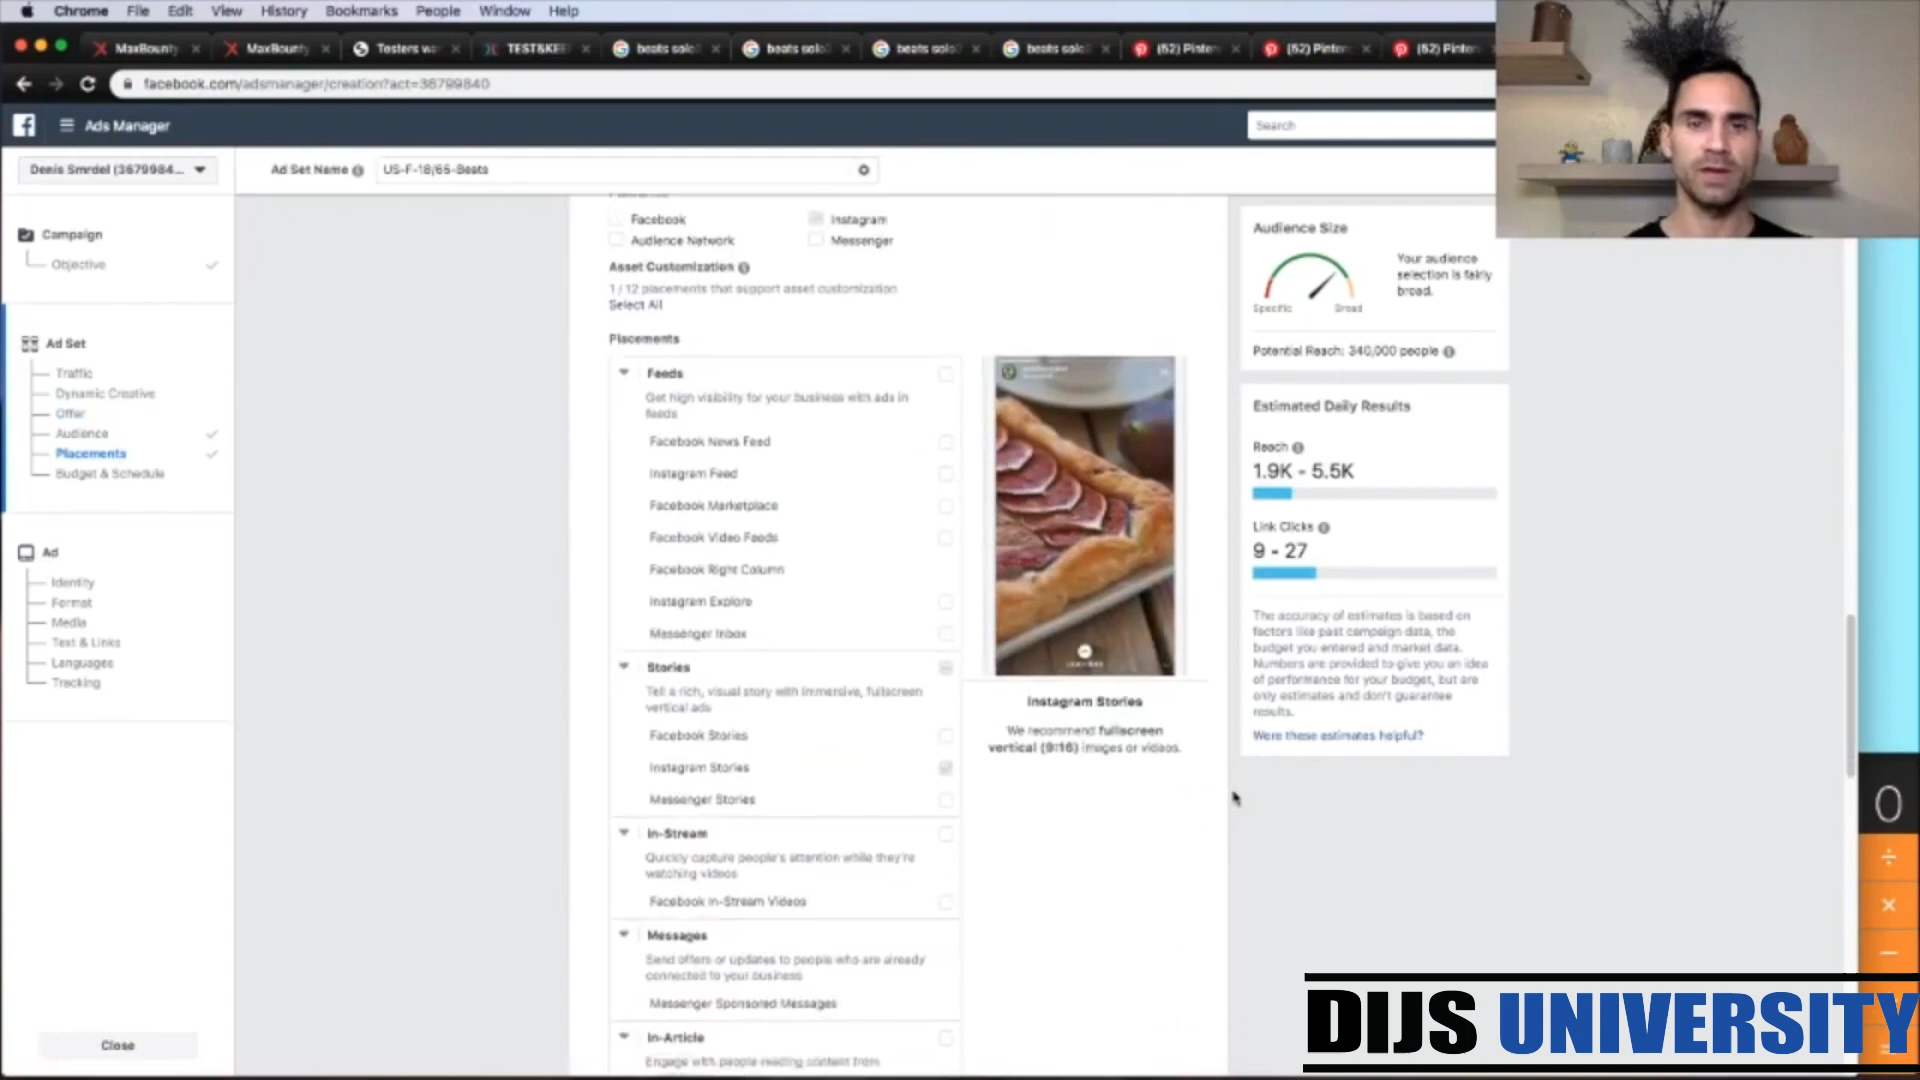 Chrome File Edit View History Bookmarks People Window Help
MaxBounty MaxBounty Testers wa TEST&KEE beats solo beats solo beats solo beats solo (52) Pinter (52) Pinter (52) Pinter
facebook.com/adsmanager/creation?act=36799840
Ads Manager
Search
Denis Smrdel (3679984...
Ad Set Name
US-F-18/65-Beats
Campaign
Objective
Ad Set
Traffic
Dynamic Creative
Offer
Audience
Placements
Budget & Schedule
Ad
Identity
Format
Media
Text & Links
Languages
Tracking
Close
Facebook
Instagram
Audience Network
Messenger
Asset Customization
1 / 12 placements that support asset customization
Select All
Placements
Feeds
Get high visibility for your business with ads in
feeds
Facebook News Feed
Instagram Feed
Facebook Marketplace
Facebook Video Feeds
Facebook Right Column
Instagram Explore
Messenger Inbox
Stories
Tell a rich, visual story with immersive, fullscreen
vertical ads
Facebook Stories
Instagram Stories
Messenger Stories
In-Stream
Quickly capture people's attention while they're
watching videos
Facebook In-Stream Videos
Messages
Send offers or updates to people who are already
connected to your business
Messenger Sponsored Messages
In-Article
Engage with people reading content from
Instagram Stories
We recommend fullscreen
vertical (9:16) images or videos.
Audience Size
Your audience
selection is fairly
broad.
Specific
Broad
Potential Reach: 340,000 people
Estimated Daily Results
Reach
1.9K - 5.5K
Link Clicks
9 - 27
The accuracy of estimates is based on
factors like past campaign data, the
budget you entered and market data.
Numbers are provided to give you an idea
of performance for your budget, but are
only estimates and don't guarantee
results.
Were these estimates helpful?
0
÷
×
−
DIJS UNIVERSITY